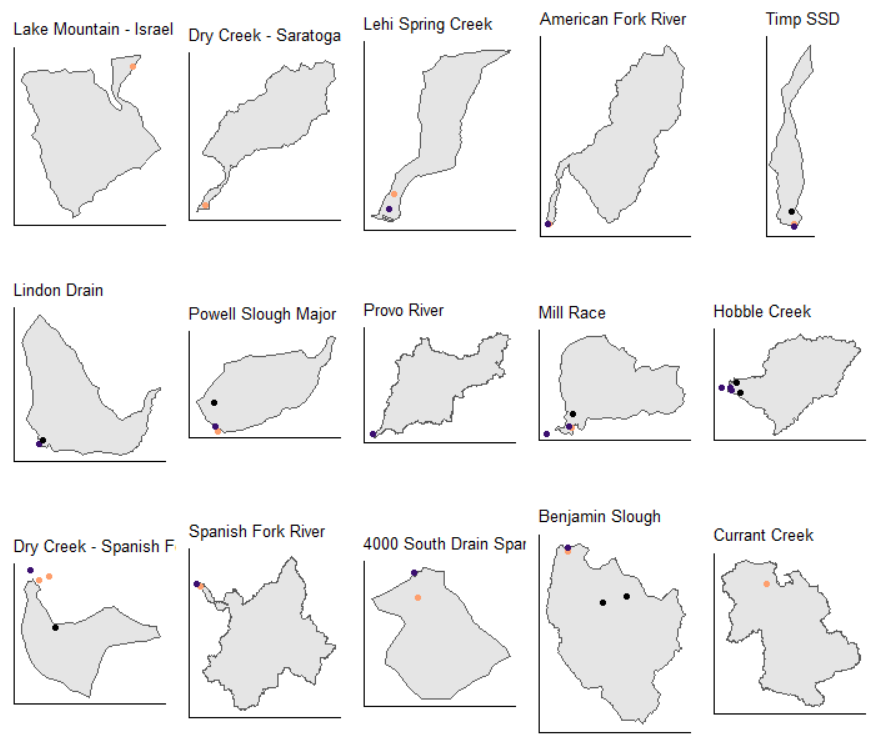 Lake Mountain - Israel
Dry Creek - Saratoga
Lehi Spring Creek
American Fork River
Timp SSD
Lindon Drain
Powell Slough Major
Provo River
Mill Race
Hobble Creek
Dry Creek - Spanish F
Spanish Fork River
4000 South Drain Span
Benjamin Slough
Currant Creek